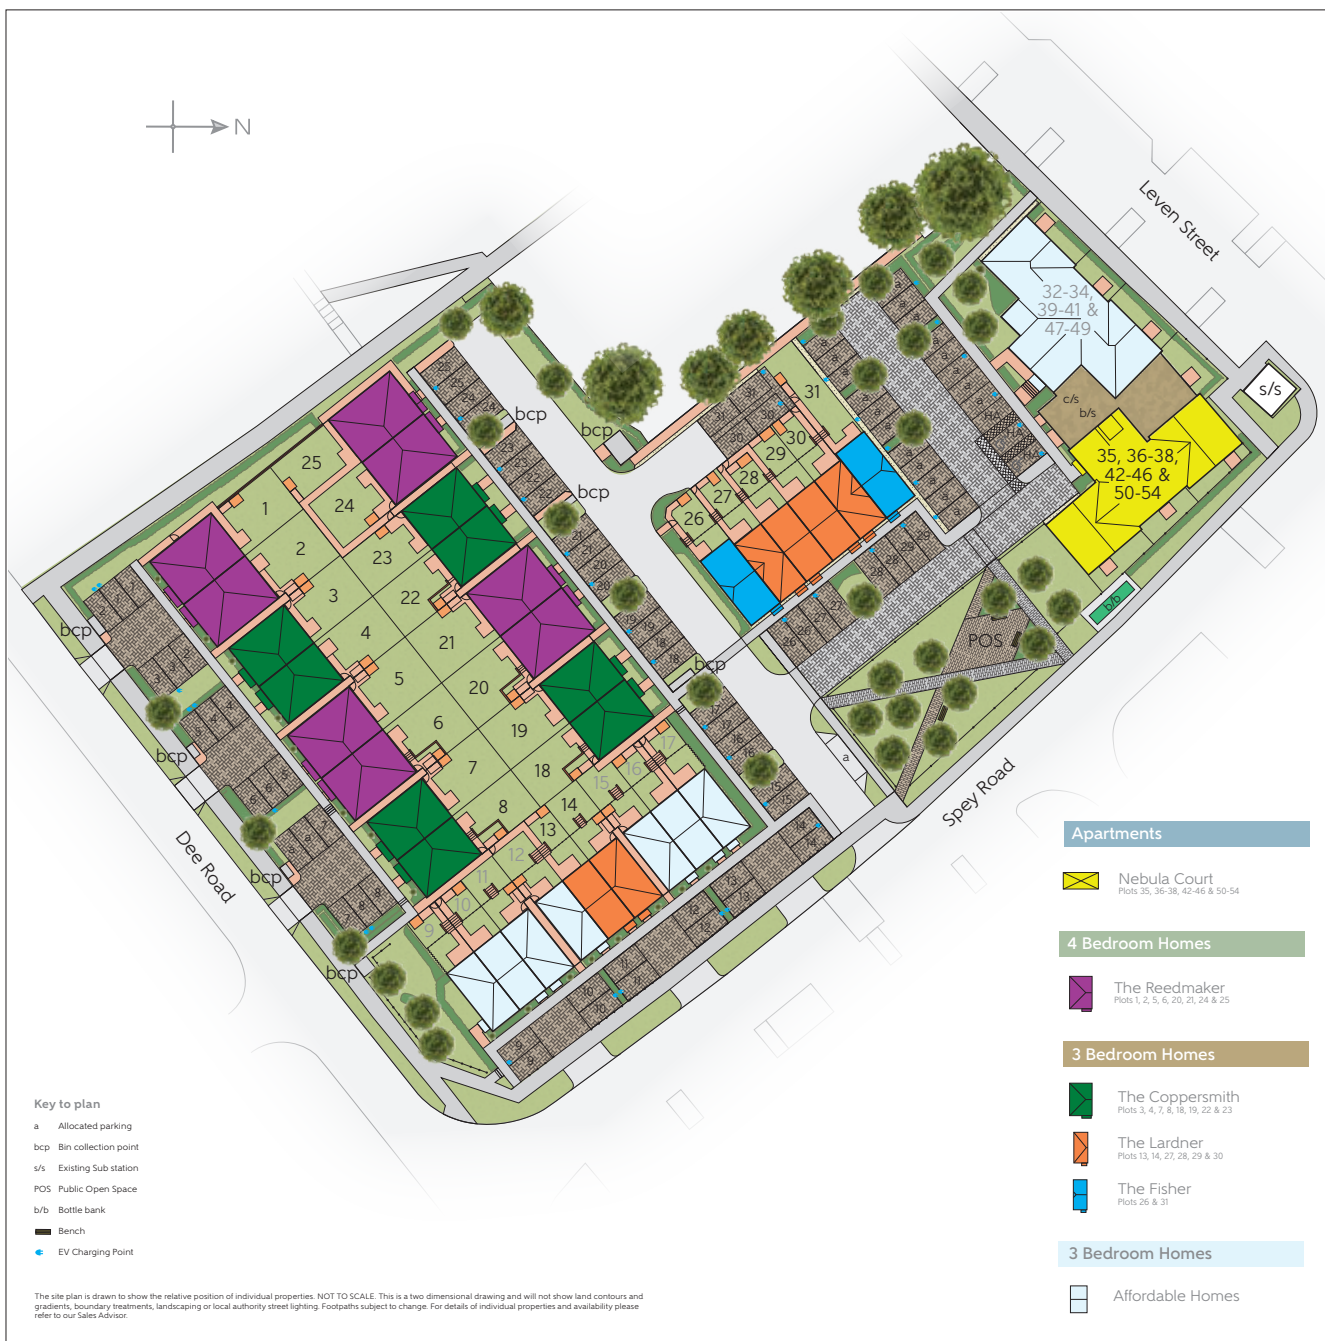 N
Leven Street
32-34,
39-41 &
47-49
s/s
c/s
b/s
35, 36-38,
42-46 &
50-54
HA
HA
HA
bcp
bcp
bcp
bcp
bcp
bcp
bcp
bcp
31
30
29
28
27
26
25
24
23
22
21
20
19
18
17
16
15
14
13
12
11
10
9
8
7
6
5
4
3
2
1
a
b/b
POS
Dee Road
Spey Road
Apartments
Nebula Court
Plots 35, 36-38, 42-46 & 50-54
4 Bedroom Homes
The Reedmaker
Plots 1, 2, 5, 6, 20, 21, 24 & 25
3 Bedroom Homes
The Coppersmith
Plots 3, 4, 7, 8, 18, 19, 22 & 23
The Lardner
Plots 13, 14, 27, 28, 29 & 30
The Fisher
Plots 26 & 31
3 Bedroom Homes
Affordable Homes
Key to plan
a Allocated parking
bcp Bin collection point
s/s Existing Sub station
POS Public Open Space
b/b Bottle bank
Bench
EV Charging Point
The site plan is drawn to show the relative position of individual properties. NOT TO SCALE. This is a two dimensional drawing and will not show land contours and
gradients, boundary treatments, landscaping or local authority street lighting. Footpaths subject to change. For details of individual properties and availability please
refer to our Sales Advisor.